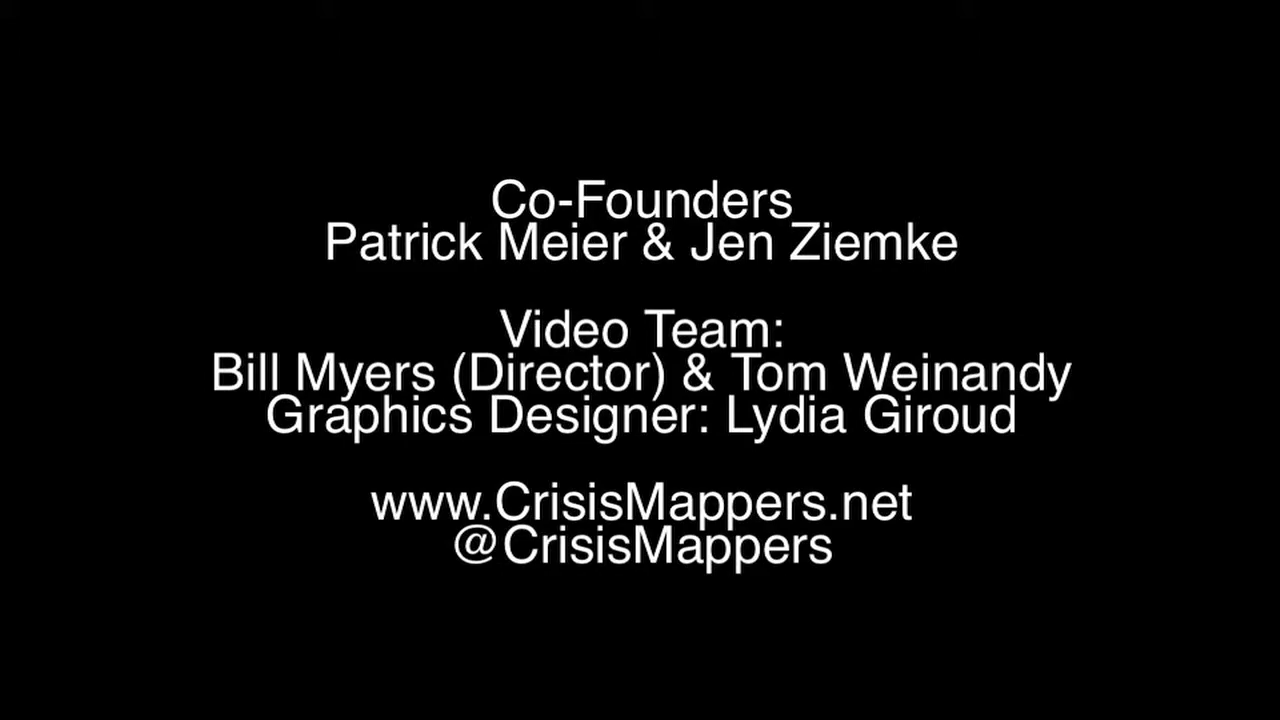 Co-Founders
Patrick Meier & Jen Ziemke
Video Team:
Bill Myers (Director) & Tom Weinandy
Graphics Designer: Lydia Giroud
www.CrisisMappers.net
@CrisisMappers